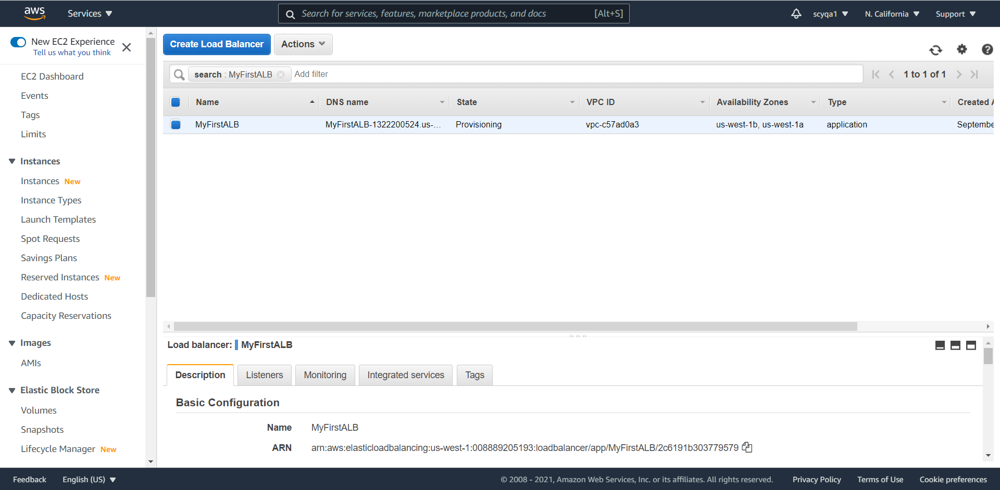 aws
Services
Search for services, features, marketplace products, and docs
[Alt+S]
scyqa1
N. California
Support
New EC2 Experience
Tell us what you think
EC2 Dashboard
Events
Tags
Limits
Instances
Instances New
Instance Types
Launch Templates
Spot Requests
Savings Plans
Reserved Instances New
Dedicated Hosts
Capacity Reservations
Images
AMIs
Elastic Block Store
Volumes
Snapshots
Lifecycle Manager New
Create Load Balancer
Actions
search : MyFirstALB
Add filter
1 to 1 of 1
Name DNS name State VPC ID Availability Zones Type Created A
MyFirstALB MyFirstALB-1322200524.us-... Provisioning vpc-c57ad0a3 us-west-1b, us-west-1a application Septembe
Load balancer: MyFirstALB
Description Listeners Monitoring Integrated services Tags
Basic Configuration
Name MyFirstALB
ARN arn:aws:elasticloadbalancing:us-west-1:008889205193:loadbalancer/app/MyFirstALB/2c6191b303779579
Feedback
English (US)
© 2008 - 2021, Amazon Web Services, Inc. or its affiliates. All rights reserved.
Privacy Policy
Terms of Use
Cookie preferences